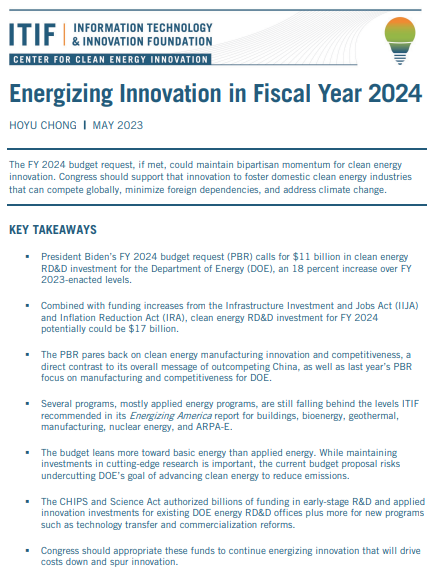 ITIF | INFORMATION TECHNOLOGY
& INNOVATION FOUNDATION
CENTER FOR CLEAN ENERGY INNOVATION
Energizing Innovation in Fiscal Year 2024
HOYU CHONG | MAY 2023
The FY 2024 budget request, if met, could maintain bipartisan momentum for clean energy
innovation. Congress should support that innovation to foster domestic clean energy industries
that can compete globally, minimize foreign dependencies, and address climate change.
KEY TAKEAWAYS
▪ President Biden's FY 2024 budget request (PBR) calls for $11 billion in clean energy
RD&D investment for the Department of Energy (DOE), an 18 percent increase over FY
2023-enacted levels.
▪ Combined with funding increases from the Infrastructure Investment and Jobs Act (IIJA)
and Inflation Reduction Act (IRA), clean energy RD&D investment for FY 2024
potentially could be $17 billion.
▪ The PBR pares back on clean energy manufacturing innovation and competitiveness, a
direct contrast to its overall message of outcompeting China, as well as last year's PBR
focus on manufacturing and competitiveness for DOE.
▪ Several programs, mostly applied energy programs, are still falling behind the levels ITIF
recommended in its Energizing America report for buildings, bioenergy, geothermal,
manufacturing, nuclear energy, and ARPA-E.
▪ The budget leans more toward basic energy than applied energy. While maintaining
investments in cutting-edge research is important, the current budget proposal risks
undercutting DOE's goal of advancing clean energy to reduce emissions.
▪ The CHIPS and Science Act authorized billions of funding in early-stage R&D and applied
innovation investments for existing DOE energy RD&D offices plus more for new programs
such as technology transfer and commercialization reforms.
▪ Congress should appropriate these funds to continue energizing innovation that will drive
costs down and spur innovation.